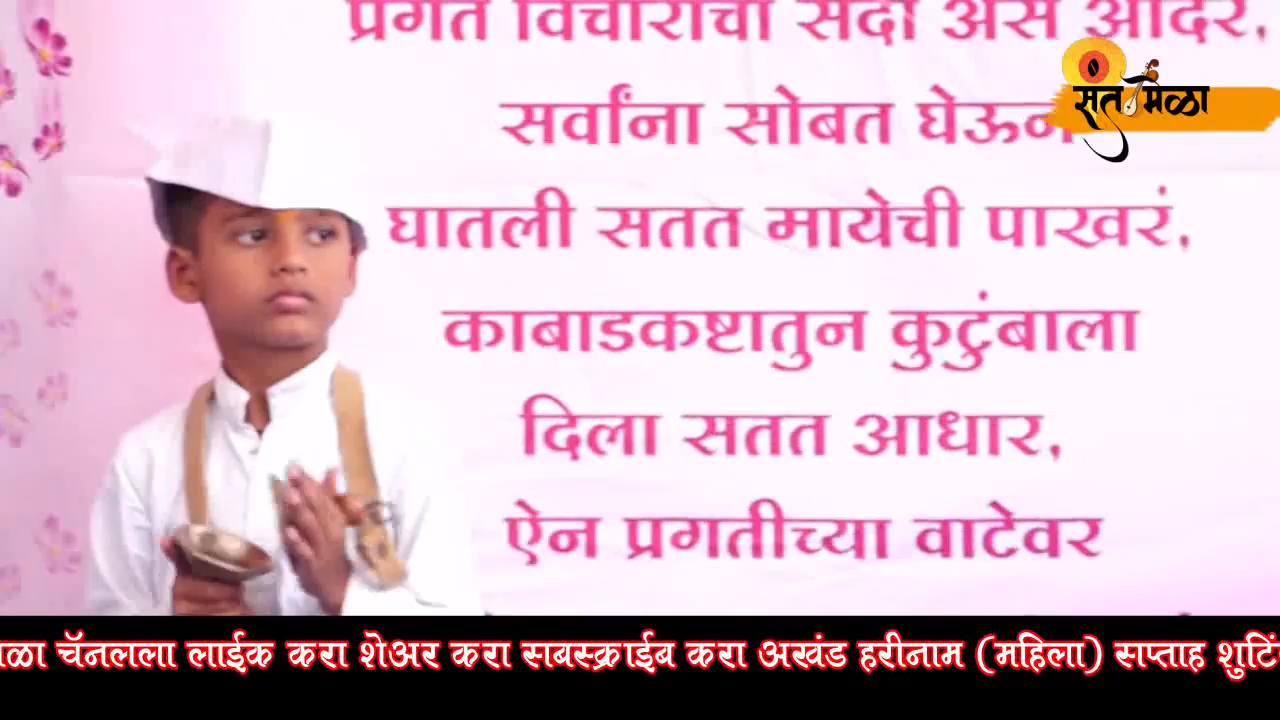 प्रगत विचारांचा सदा असे आदर,
सर्वांना सोबत घेऊन
घातली सतत मायेची पाखरं,
काबाडकष्टातुन कुटुंबाला
दिला सतत आधार,
ऐन प्रगतीच्या वाटेवर
संत मळा
ळा चॅनलला लाईक करा शेअर करा सबस्क्राईब करा अखंड हरीनाम (महिला) सप्ताह शुटिं